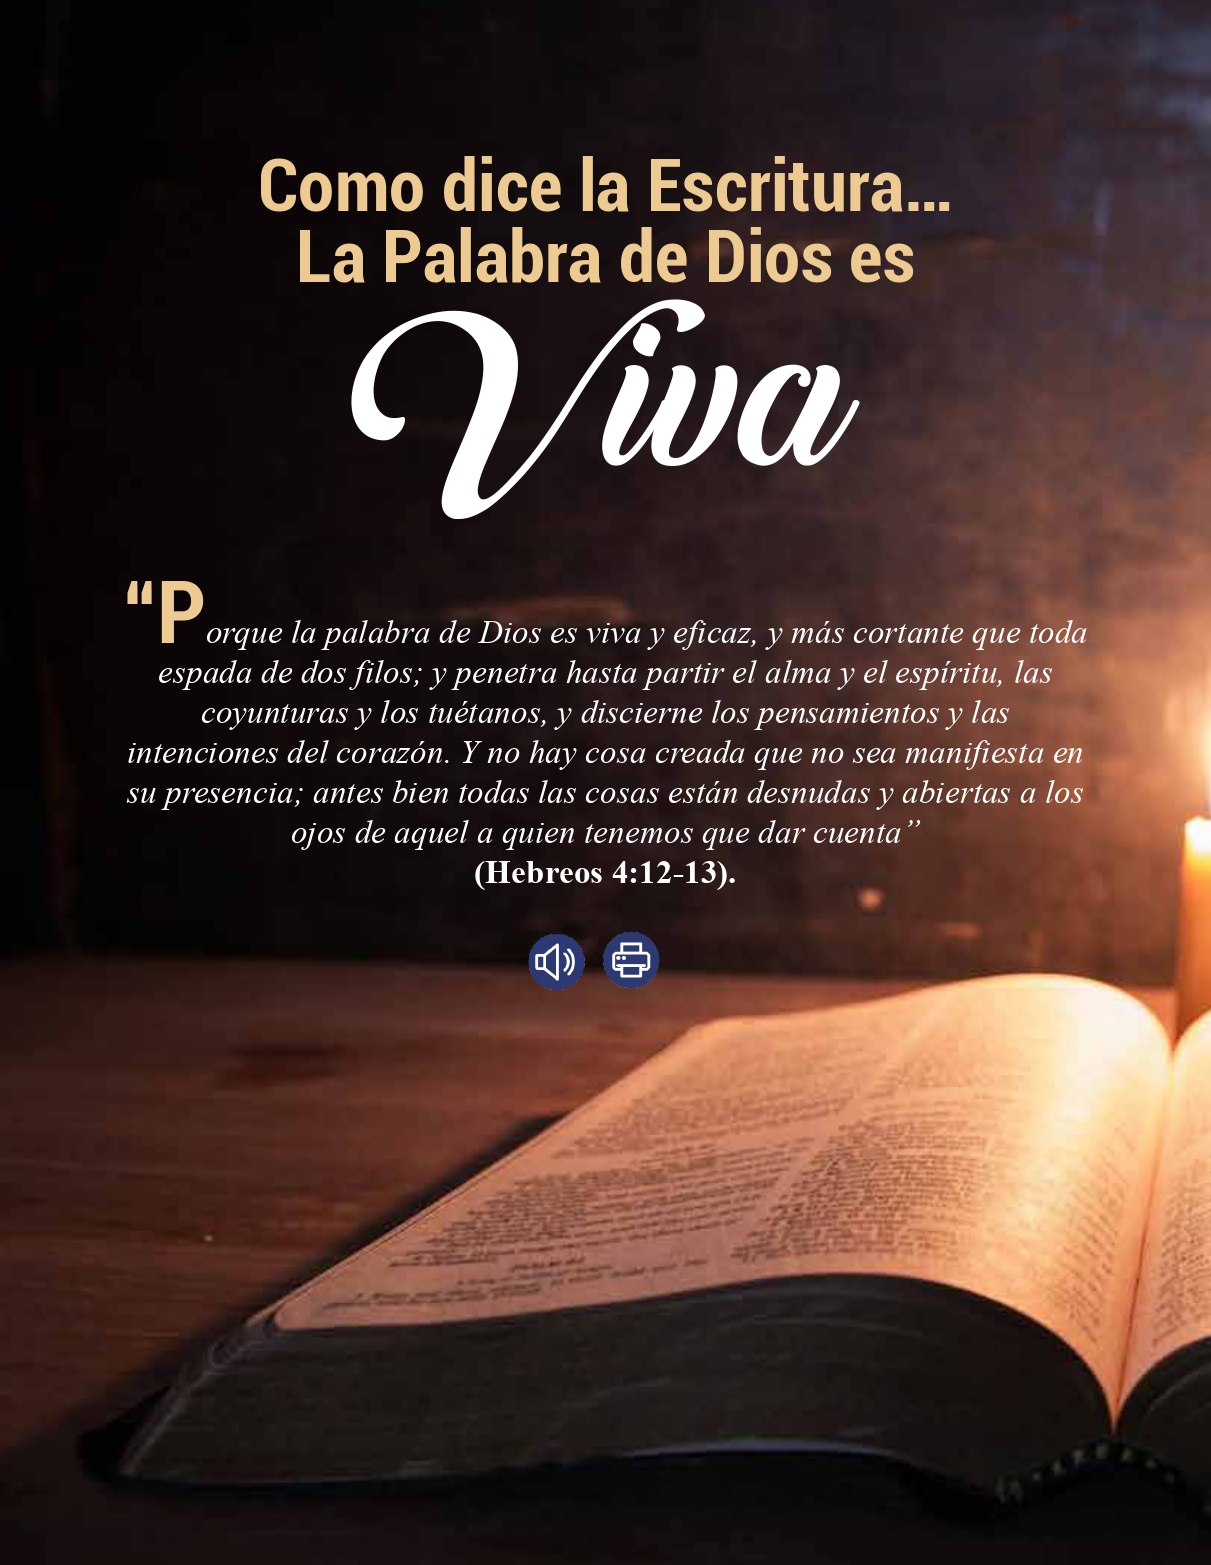 Como dice la Escritura...
La Palabra de Dios es
Viva
“Porque la palabra de Dios es viva y eficaz, y más cortante que toda
espada de dos filos; y penetra hasta partir el alma y el espíritu, las
coyunturas y los tuétanos, y discierne los pensamientos y las
intenciones del corazón. Y no hay cosa creada que no sea manifiesta en
su presencia; antes bien todas las cosas están desnudas y abiertas a los
ojos de aquel a quien tenemos que dar cuenta”
(Hebreos 4:12-13).